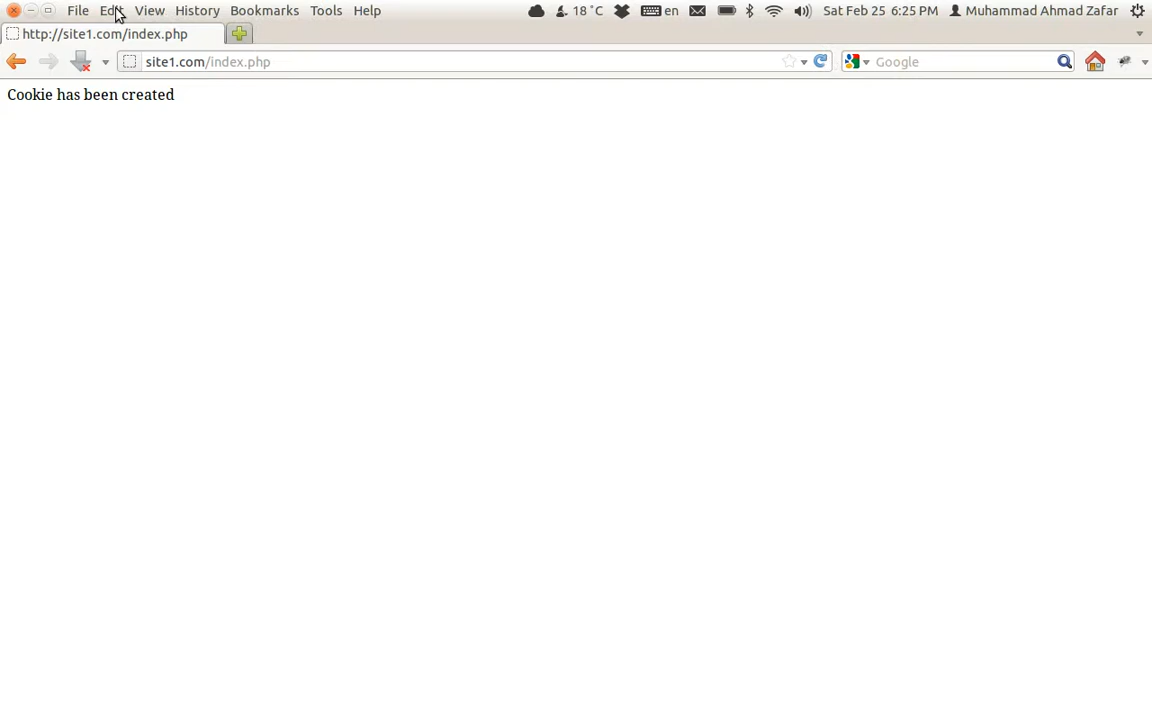 File Edit View History Bookmarks Tools Help 18 °C en Sat Feb 25 6:25 PM Muhammad Ahmad Zafar
http://site1.com/index.php
site1.com/index.php Google
Cookie has been created